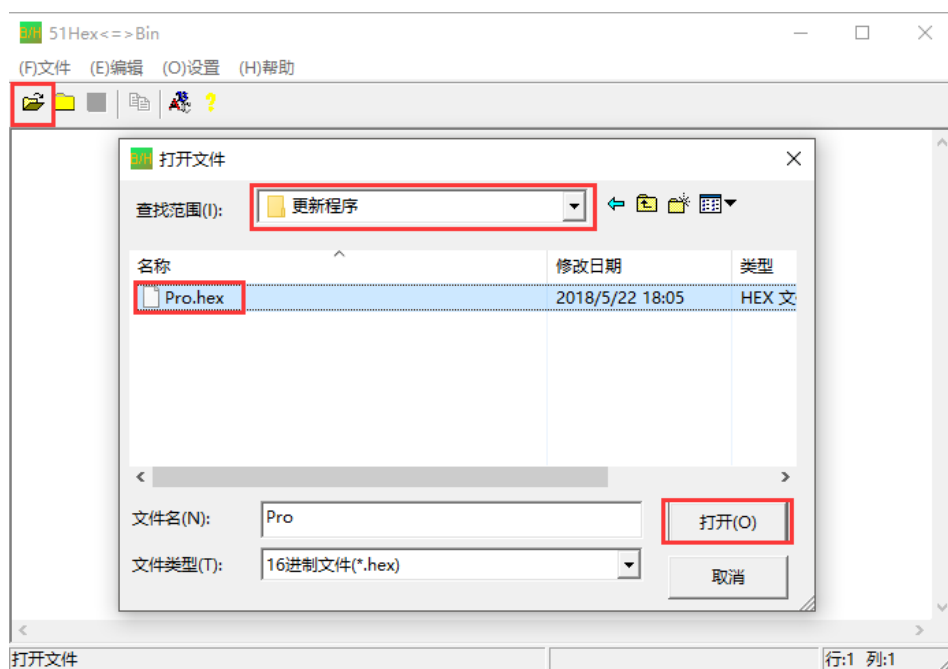 B/H 51Hex<=>Bin
(F)文件 (E)编辑 (O)设置 (H)帮助
B/H 打开文件
查找范围(I): 更新程序
名称 修改日期 类型
Pro.hex 2018/5/22 18:05 HEX 文
文件名(N): Pro 打开(O)
文件类型(T): 16进制文件(*.hex) 取消
打开文件 行:1 列:1